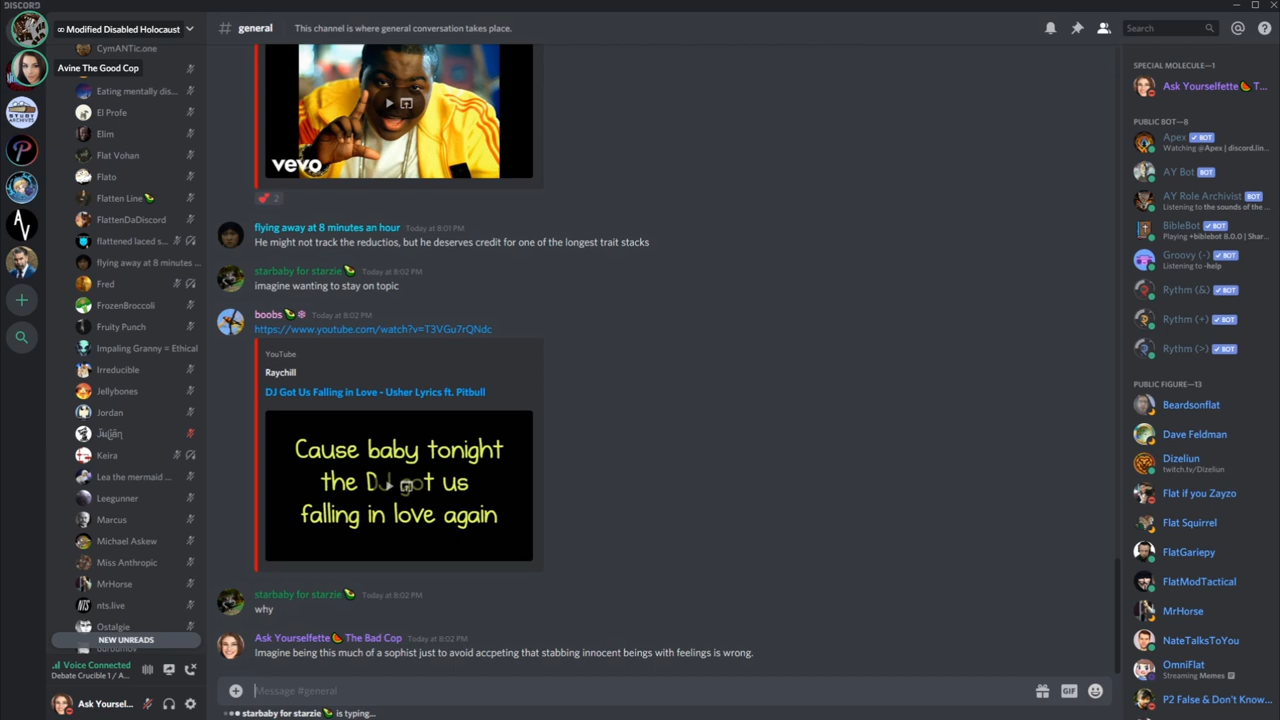 DISCORD
∞ Modified Disabled Holocaust
# general
This channel is where general conversation takes place.
Search
CymANTic.one
Avine The Good Cop
Eating mentally dis...
El Profe
Elim
Flat Vohan
Flato
Flatten Line
FlattenDaDiscord
flattened laced s...
flying away at 8 minutes ...
Fred
FrozenBroccoli
Fruity Punch
Impaling Granny = Ethical
Irreducible
Jellybones
Jordan
Keira
Lea the mermaid ...
Leegunner
Marcus
Michael Askew
Miss Anthropic
MrHorse
nts.live
Ostalgie
NEW UNREADS
Voice Connected
Debate Crucible 1 / A...
Ask Yoursel...
vevo
2
flying away at 8 minutes an hour Today at 8:01 PM
He might not track the reductios, but he deserves credit for one of the longest trait stacks
starbaby for starzie Today at 8:02 PM
imagine wanting to stay on topic
boobs Today at 8:02 PM
https://www.youtube.com/watch?v=T3VGu7rQNdc
YouTube
Raychill
DJ Got Us Falling in Love - Usher Lyrics ft. Pitbull
Cause baby tonight
the DJ got us
falling in love again
starbaby for starzie Today at 8:02 PM
why
Ask Yourselfette The Bad Cop Today at 8:02 PM
Imagine being this much of a sophist just to avoid accpeting that stabbing innocent beings with feelings is wrong.
Message #general
GIF
starbaby for starzie is typing...
SPECIAL MOLECULE—1
Ask Yourselfette T...
PUBLIC BOT—8
Apex BOT
Watching @Apex | discord.lin...
AY Bot BOT
AY Role Archivist BOT
Listening to the sounds of the...
BibleBot BOT
Playing +biblebot 8.0.0 | Shar...
Groovy (-) BOT
Listening to -help
Rythm (&) BOT
Rythm (+) BOT
Rythm (>) BOT
PUBLIC FIGURE—13
Beardsonflat
Dave Feldman
Dizeliun
twitch.tv/Dizeliun
Flat if you Zayzo
Flat Squirrel
FlatGariepy
FlatModTactical
MrHorse
NateTalksToYou
OmniFlat
Streaming Memes
P2 False & Don't Know...